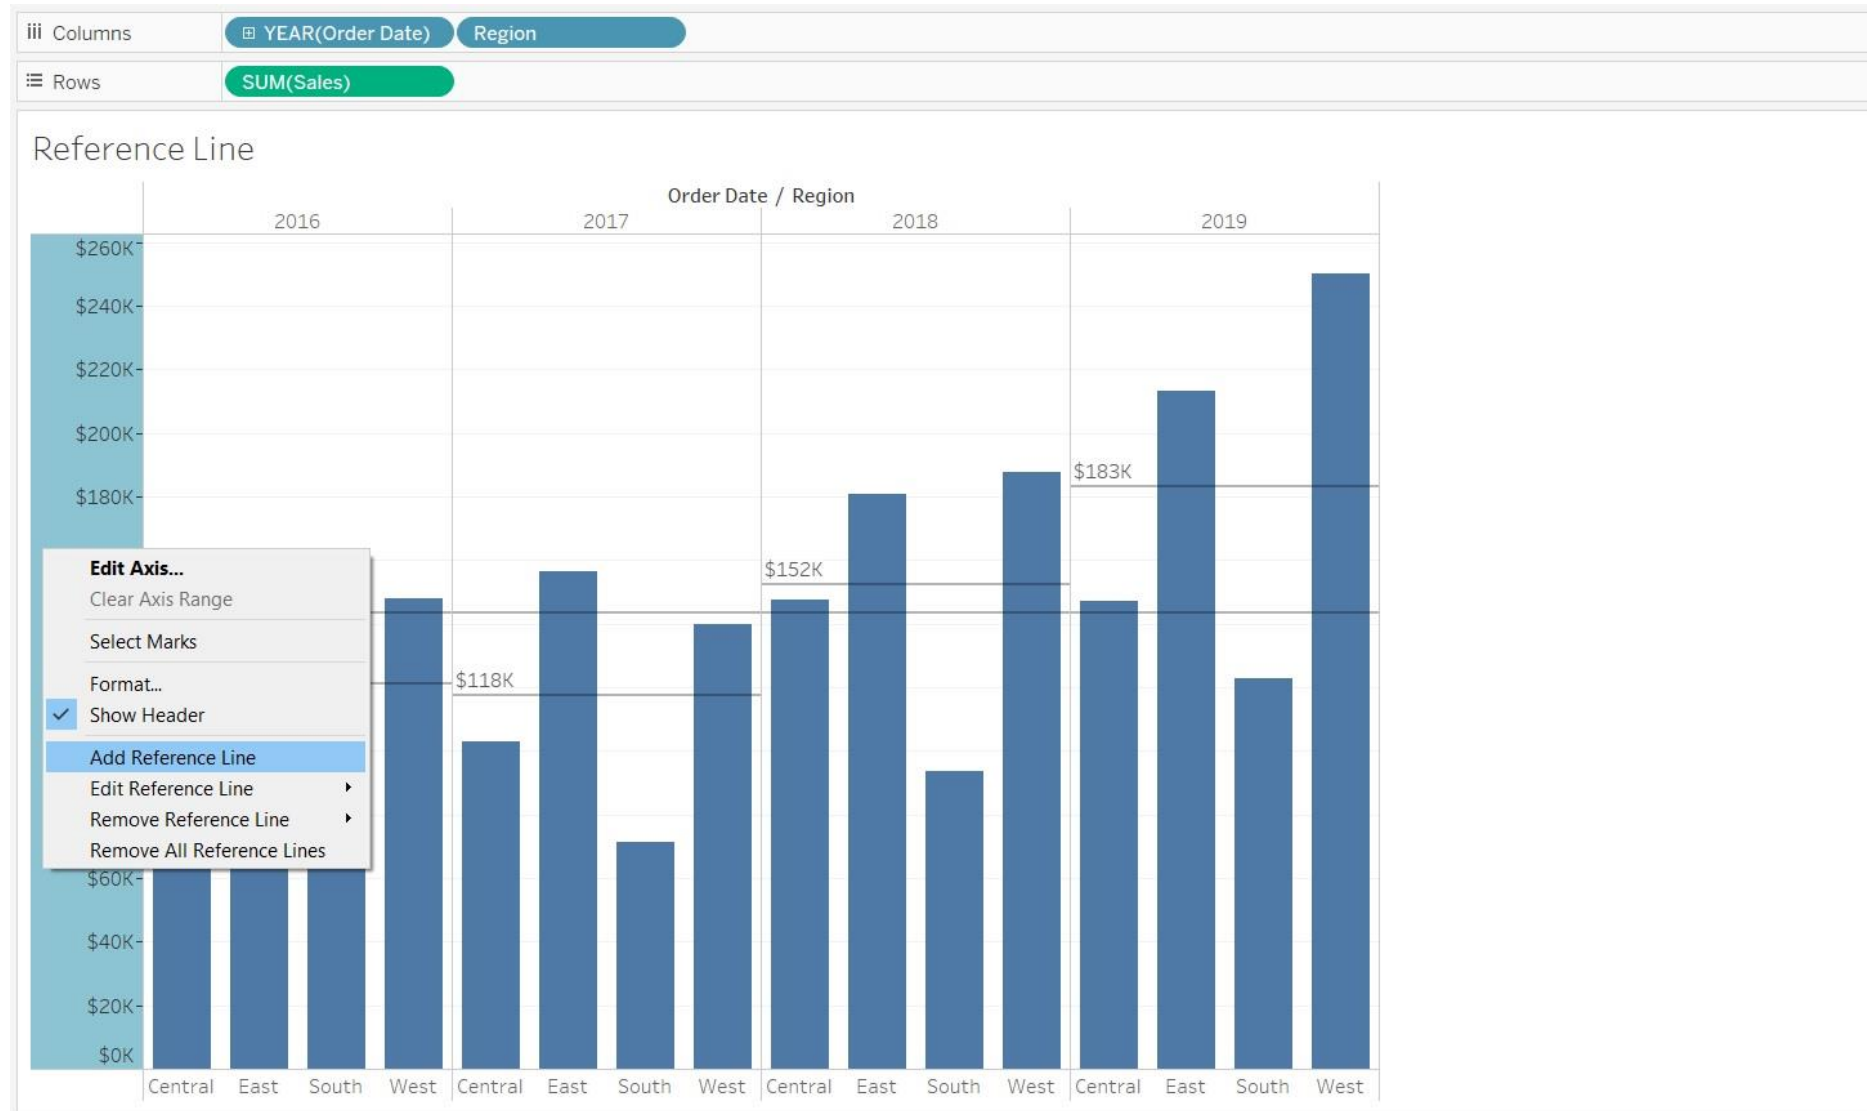 Columns
YEAR(Order Date)
Region
Rows
SUM(Sales)
Reference Line
Order Date / Region
2016 2017 2018 2019
$260K
$240K
$220K
$200K
$180K
$183K
$152K
$118K
Edit Axis...
Clear Axis Range
Select Marks
Format...
Show Header
Add Reference Line
Edit Reference Line
Remove Reference Line
Remove All Reference Lines
$60K
$40K
$20K
$0K
Central East South West Central East South West Central East South West Central East South West